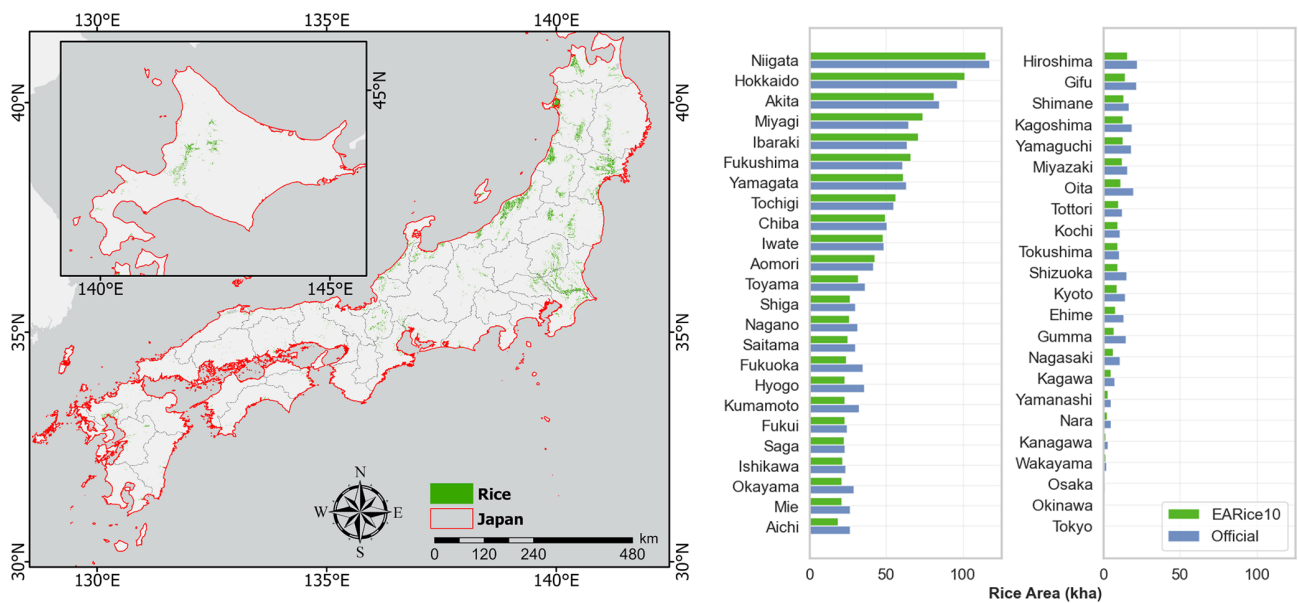 130°E 135°E 140°E
45°N
40°N 40°N
140°E 145°E
35°N 35°N
N
W E
S
Rice
Japan
km
0 120 240 480
30°N 30°N
130°E 135°E 140°E
Niigata
Hokkaido
Akita
Miyagi
Ibaraki
Fukushima
Yamagata
Tochigi
Chiba
Iwate
Aomori
Toyama
Shiga
Nagano
Saitama
Fukuoka
Hyogo
Kumamoto
Fukui
Saga
Ishikawa
Okayama
Mie
Aichi
0 50 100
Hiroshima
Gifu
Shimane
Kagoshima
Yamaguchi
Miyazaki
Oita
Tottori
Kochi
Tokushima
Shizuoka
Kyoto
Ehime
Gumma
Nagasaki
Kagawa
Yamanashi
Nara
Kanagawa
Wakayama
Osaka
Okinawa
Tokyo
EARice10
Official
0 50 100
Rice Area (kha)